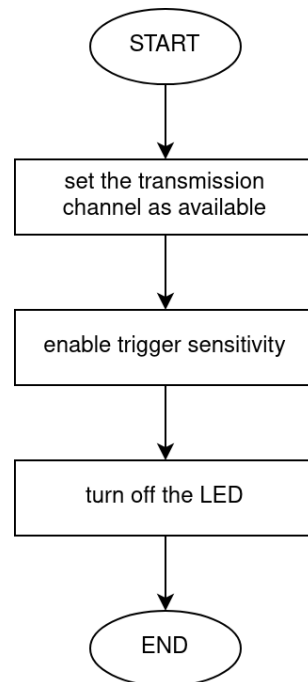 START
set the transmission
channel as available
enable trigger sensitivity
turn off the LED
END